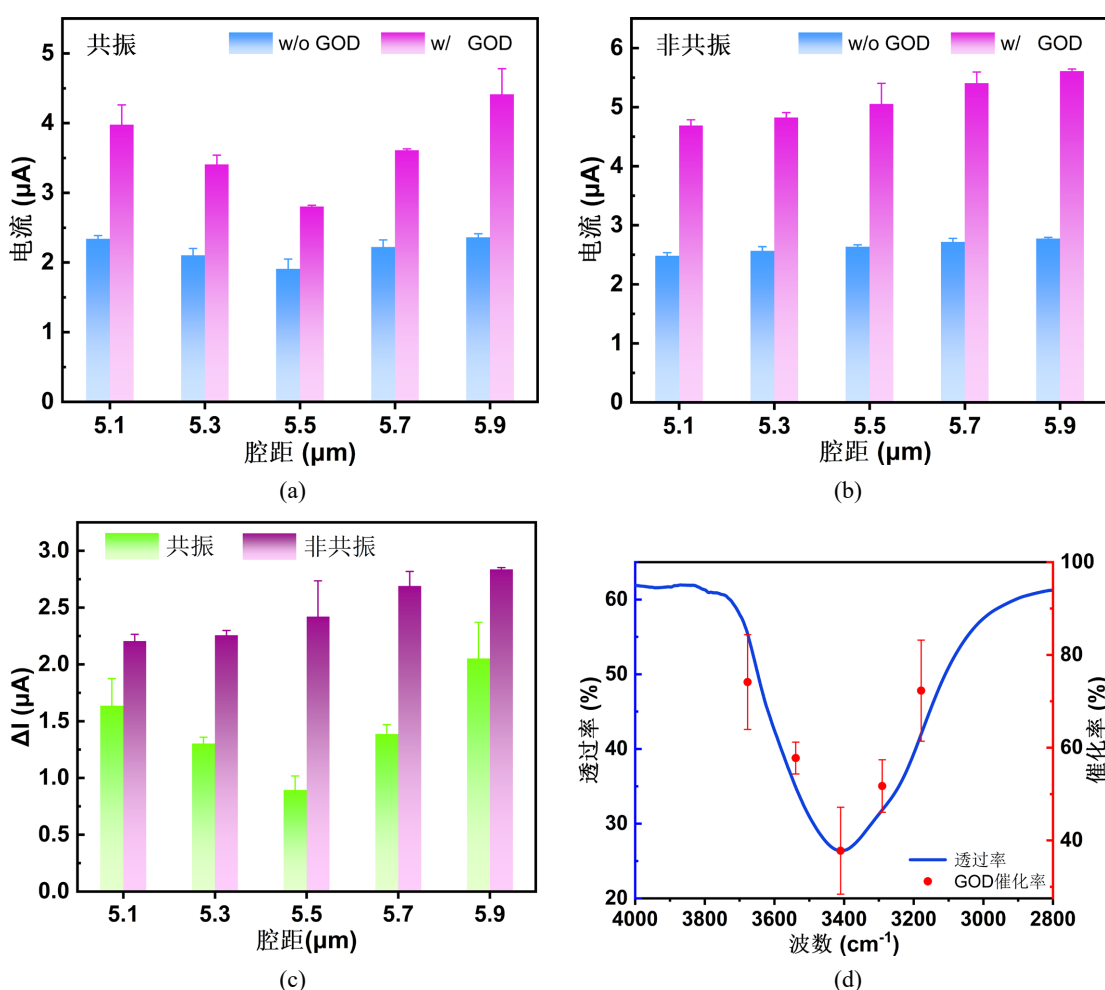 共振
w/o GOD
w/ GOD
5
4
3
2
1
0
电流 (μA)
5.1 5.3 5.5 5.7 5.9
腔距 (μm)
(a)
非共振
w/o GOD
w/ GOD
6
5
4
3
2
1
0
电流 (μA)
5.1 5.3 5.5 5.7 5.9
腔距 (μm)
(b)
共振
非共振
3.0
2.5
2.0
1.5
1.0
0.5
0.0
ΔI (μA)
5.1 5.3 5.5 5.7 5.9
腔距(μm)
(c)
60
50
40
30
20
透过率 (%)
100
80
60
40
催化率 (%)
透过率
GOD催化率
4000 3800 3600 3400 3200 3000 2800
波数 (cm⁻¹)
(d)